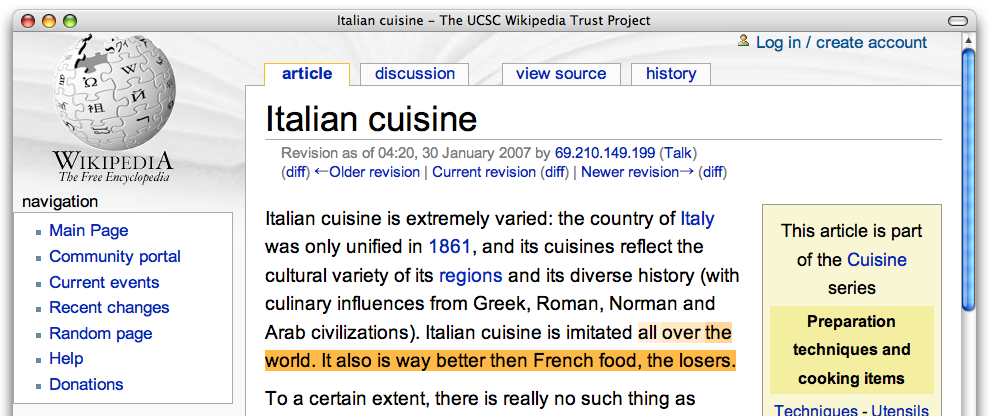 Italian cuisine – The UCSC Wikipedia Trust Project
Log in / create account
article discussion view source history
WIKIPEDIA
The Free Encyclopedia
navigation
Main Page
Community portal
Current events
Recent changes
Random page
Help
Donations
Italian cuisine
Revision as of 04:20, 30 January 2007 by 69.210.149.199 (Talk)
(diff) ←Older revision | Current revision (diff) | Newer revision→ (diff)
Italian cuisine is extremely varied: the country of Italy
was only unified in 1861, and its cuisines reflect the
cultural variety of its regions and its diverse history (with
culinary influences from Greek, Roman, Norman and
Arab civilizations). Italian cuisine is imitated all over the
world. It also is way better then French food, the losers.
To a certain extent, there is really no such thing as
This article is part
of the Cuisine
series
Preparation
techniques and
cooking items
Techniques - Utensils